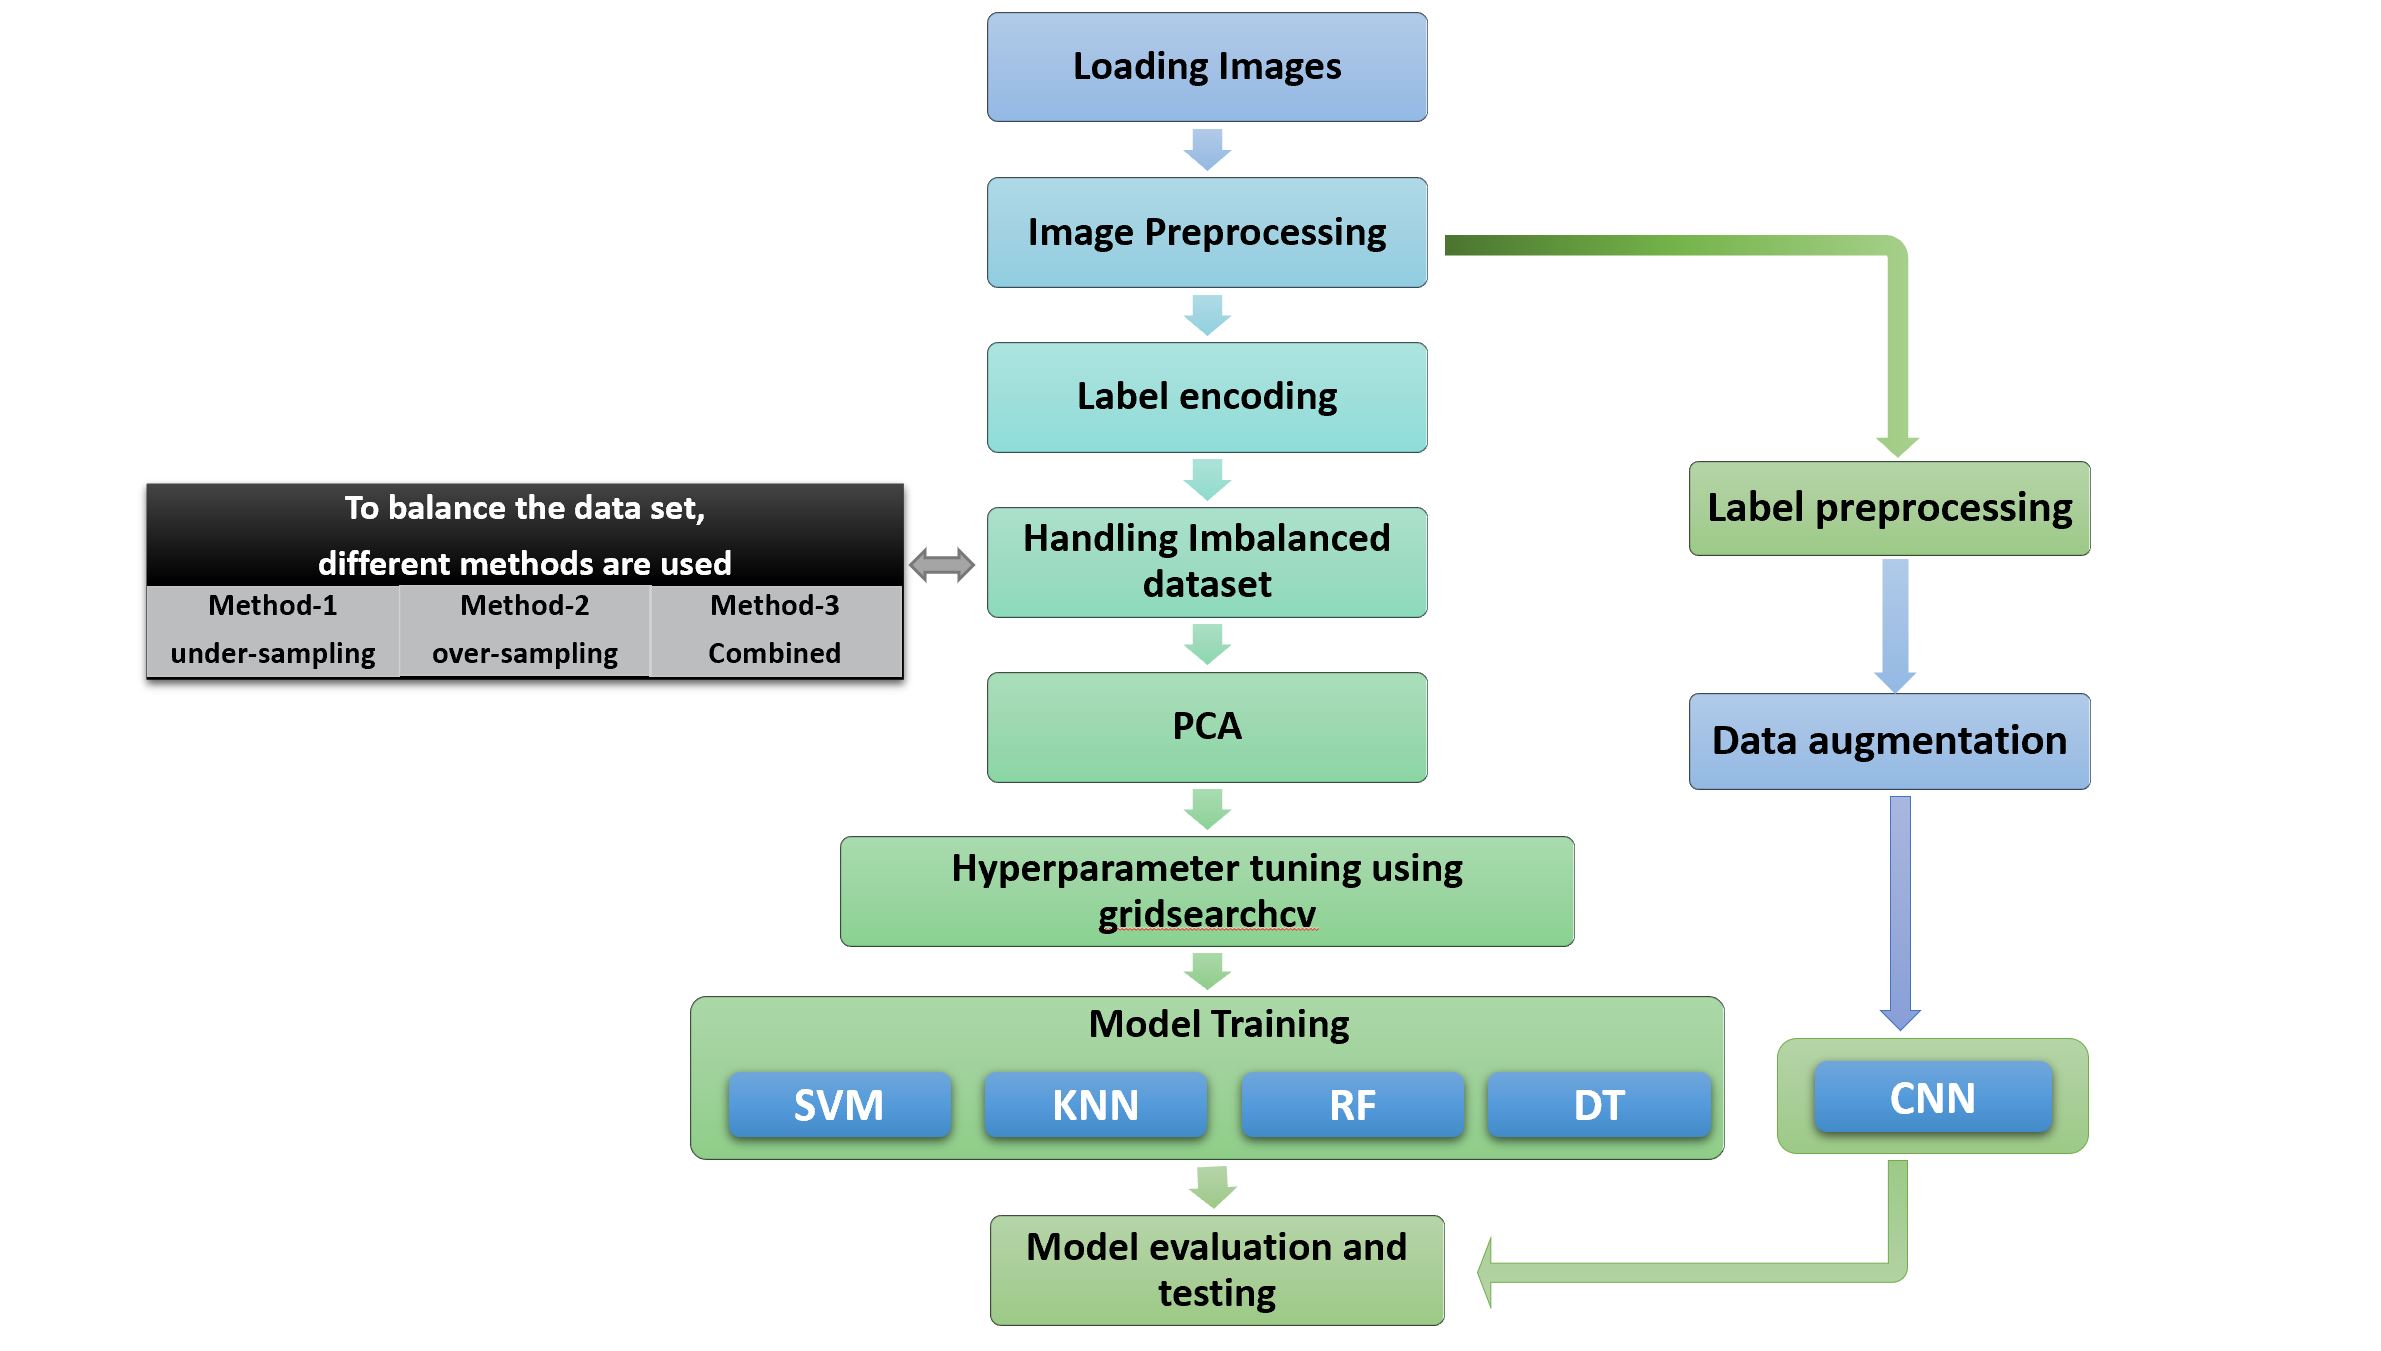 Loading Images
Image Preprocessing
Label encoding
To balance the data set,
different methods are used
Method-1
under-sampling
Method-2
over-sampling
Method-3
Combined
Handling Imbalanced
dataset
PCA
Hyperparameter tuning using
gridsearchcv
Model Training
SVM
KNN
RF
DT
Label preprocessing
Data augmentation
CNN
Model evaluation and
testing